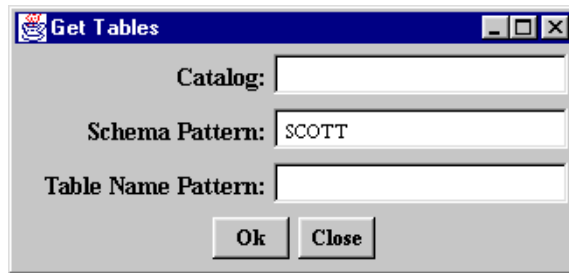 Get Tables
Catalog:
Schema Pattern: SCOTT
Table Name Pattern:
Ok Close